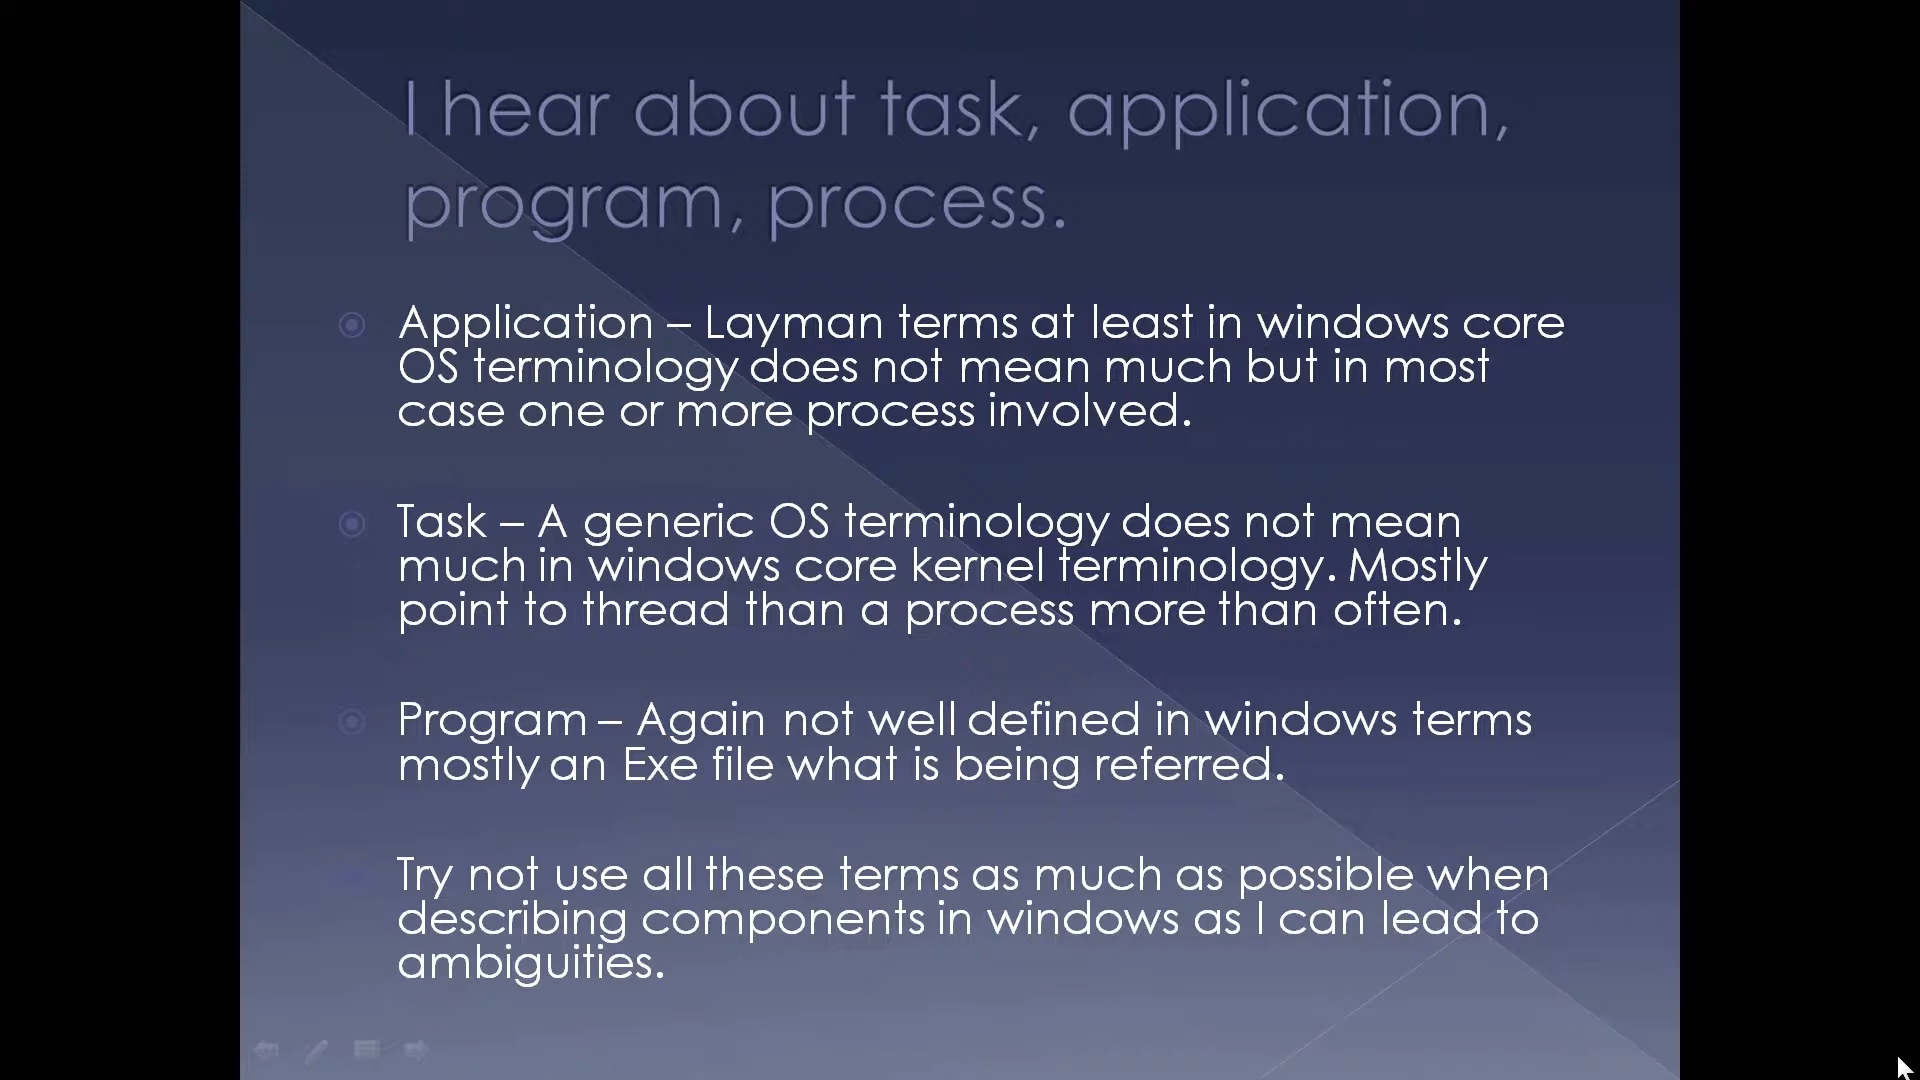 I hear about task, application,
program, process.
Application – Layman terms at least in windows core
OS terminology does not mean much but in most
case one or more process involved.
Task – A generic OS terminology does not mean
much in windows core kernel terminology. Mostly
point to thread than a process more than often.
Program – Again not well defined in windows terms
mostly an Exe file what is being referred.
Try not use all these terms as much as possible when
describing components in windows as I can lead to
ambiguities.